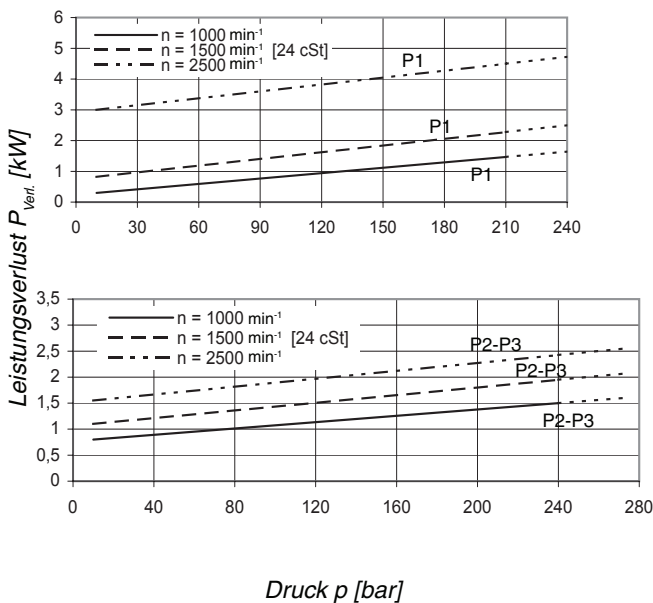 6
5
4
3
2
1
0
n = 1000 min-1
n = 1500 min-1 [24 cSt]
n = 2500 min-1
P1
P1
P1
0 30 60 90 120 150 180 210 240
Leistungsverlust PVerl. [kW]
3,5
3
2,5
2
1,5
1
0,5
0
n = 1000 min-1
n = 1500 min-1 [24 cSt]
n = 2500 min-1
P2-P3
P2-P3
P2-P3
0 40 80 120 160 200 240 280
Druck p [bar]